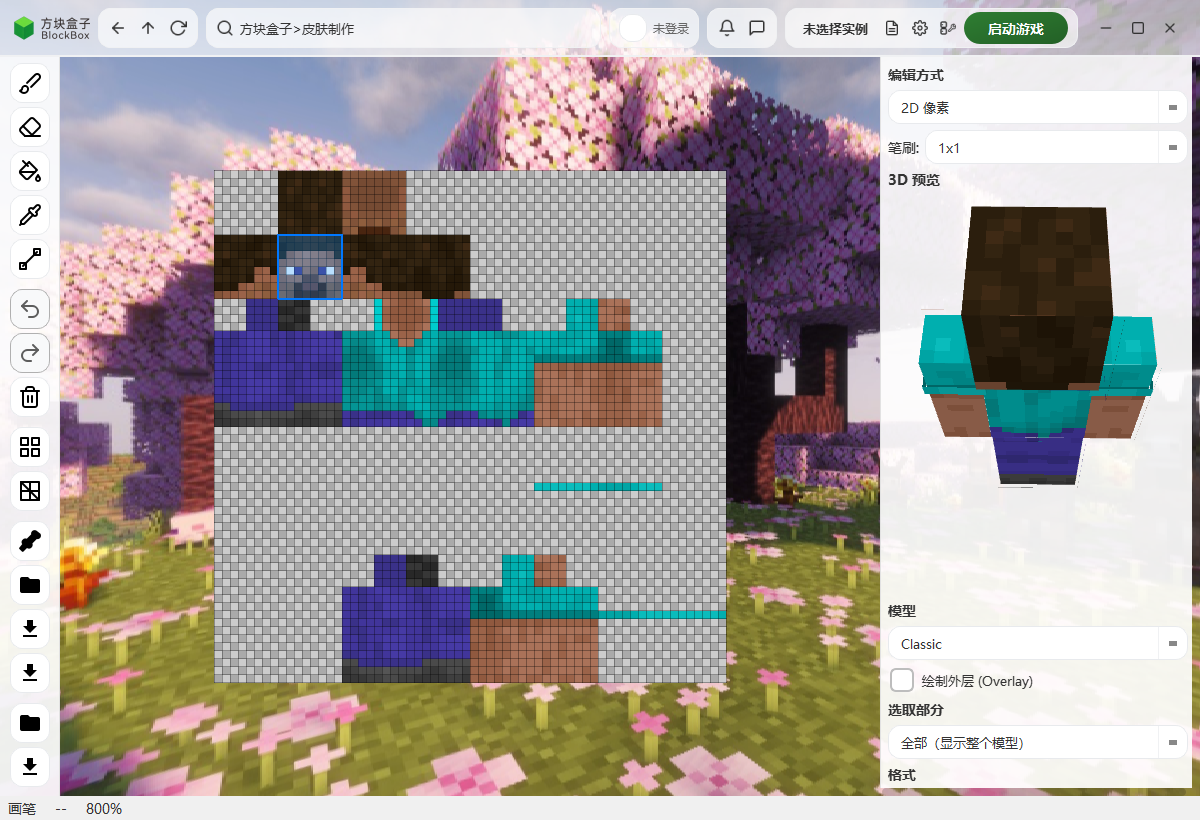 方块盒子
BlockBox
方块盒子>皮肤制作
未登录
未选择实例
启动游戏
编辑方式
2D 像素
笔刷:
1x1
3D 预览
模型
Classic
绘制外层 (Overlay)
选取部分
全部（显示整个模型）
格式
画笔
--
800%